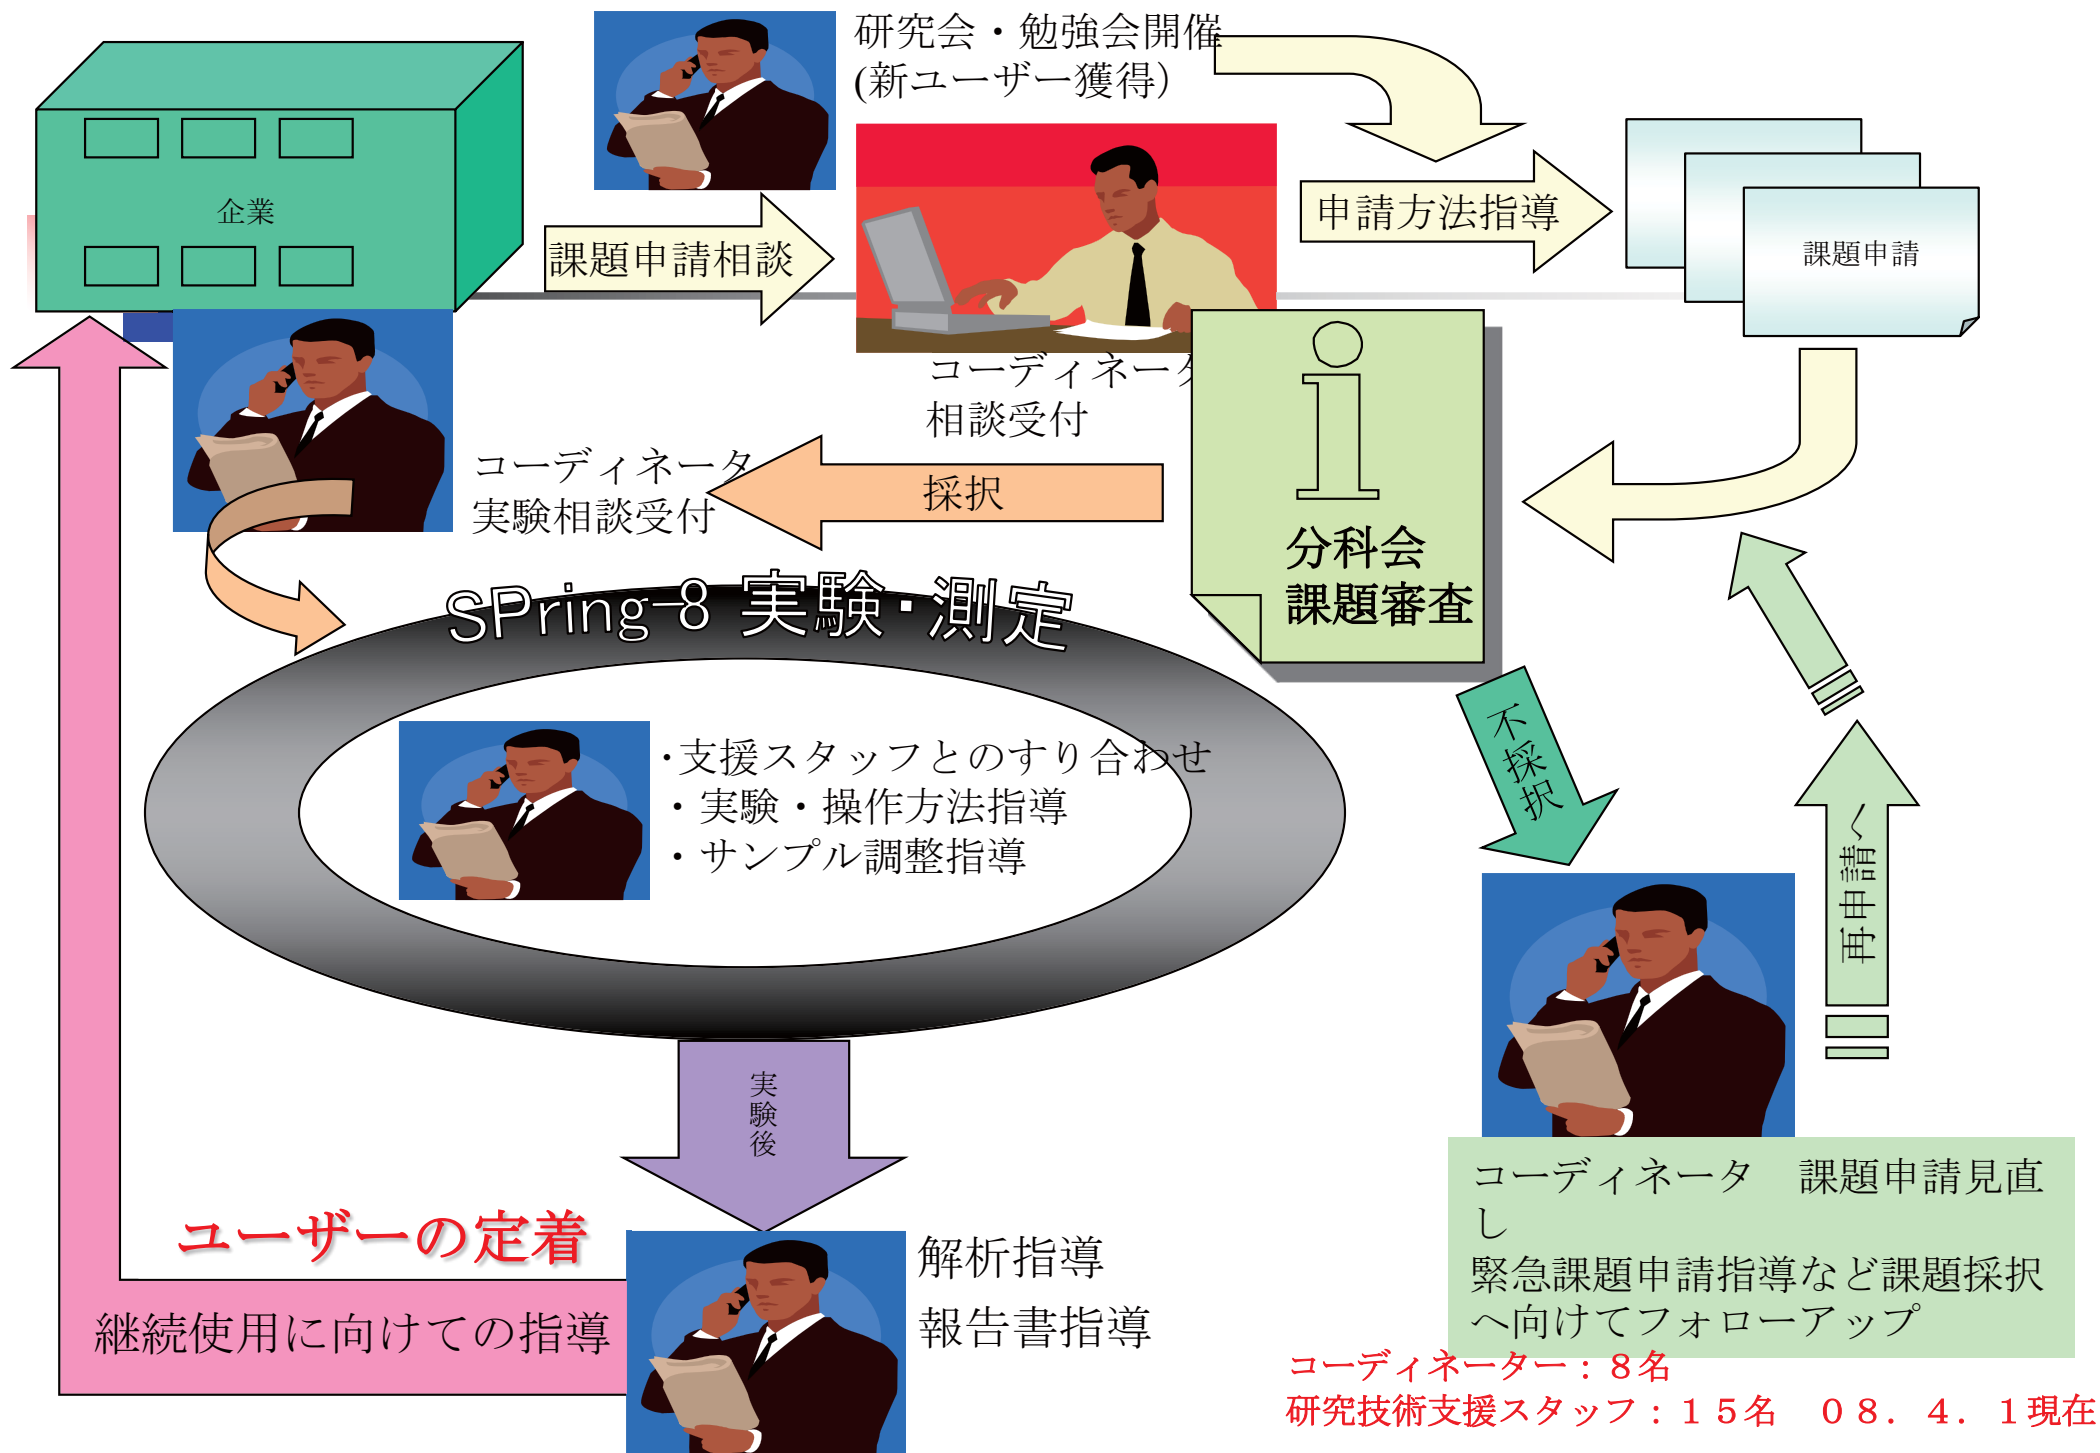 研究会・勉強会開催
(新ユーザー獲得）
企業
課題申請相談
申請方法指導
課題申請
コーディネータ
相談受付
コーディネータ
実験相談受付
採択
分科会
課題審査
SPring-8 実験・測定
・支援スタッフとのすり合わせ
・実験・操作方法指導
・サンプル調整指導
不採択
再申請へ
実験後
コーディネータ　課題申請見直
し
緊急課題申請指導など課題採択
へ向けてフォローアップ
ユーザーの定着
継続使用に向けての指導
解析指導
報告書指導
コーディネーター：８名
研究技術支援スタッフ：１５名　０８．４．１現在